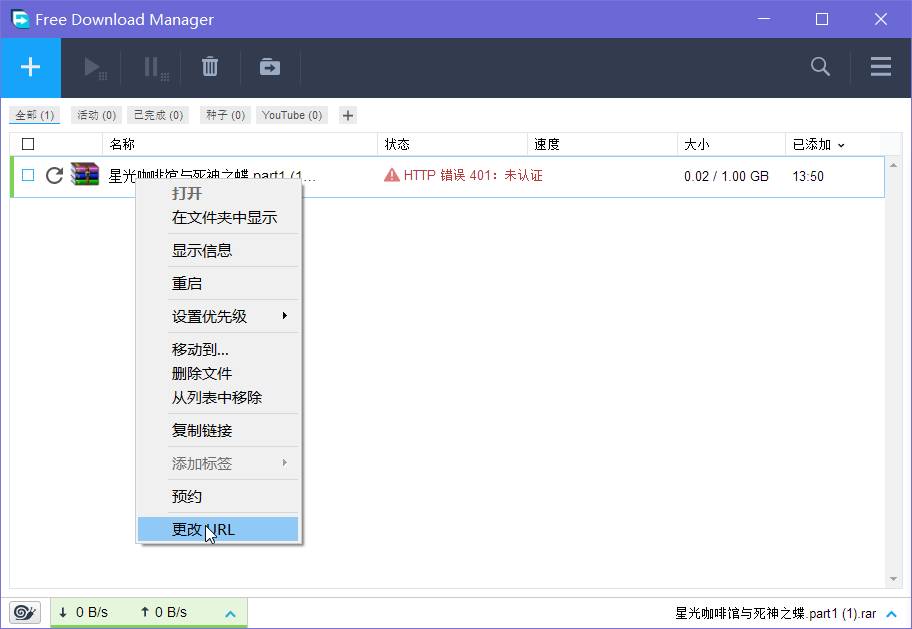 Free Download Manager
全部 (1) 活动 (0) 已完成 (0) 种子 (0) YouTube (0) +
名称 状态 速度 大小 已添加
星光咖啡馆与死神之蝶.part1 (1... HTTP 错误 401：未认证 0.02 / 1.00 GB 13:50
打开
在文件夹中显示
显示信息
重启
设置优先级
移动到...
删除文件
从列表中移除
复制链接
添加标签
预约
更改 URL
0 B/s 0 B/s 星光咖啡馆与死神之蝶.part1 (1).rar